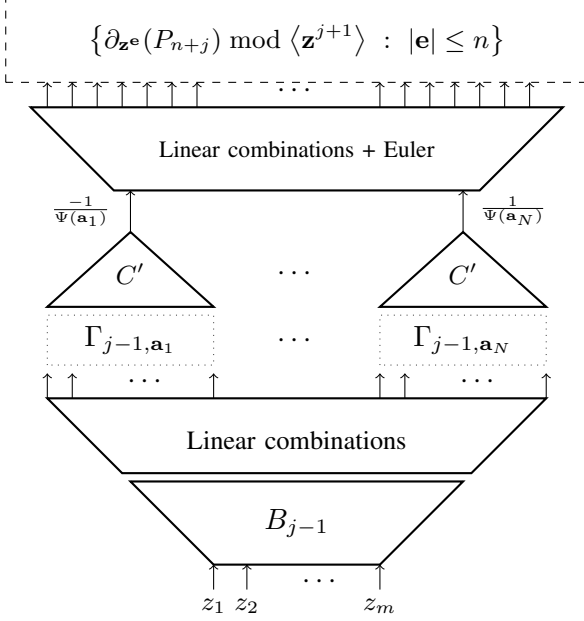 {∂_{𝐳^𝐞}(P_{n+j}) mod ⟨𝐳^{j+1}⟩ : |𝐞| ≤ n}
...
Linear combinations + Euler
-1/Ψ(𝐚_1) 1/Ψ(𝐚_N)
C′ ... C′
Γ_{j−1,𝐚_1} ... Γ_{j−1,𝐚_N}
... ...
Linear combinations
B_{j−1}
...
z_1 z_2 z_m